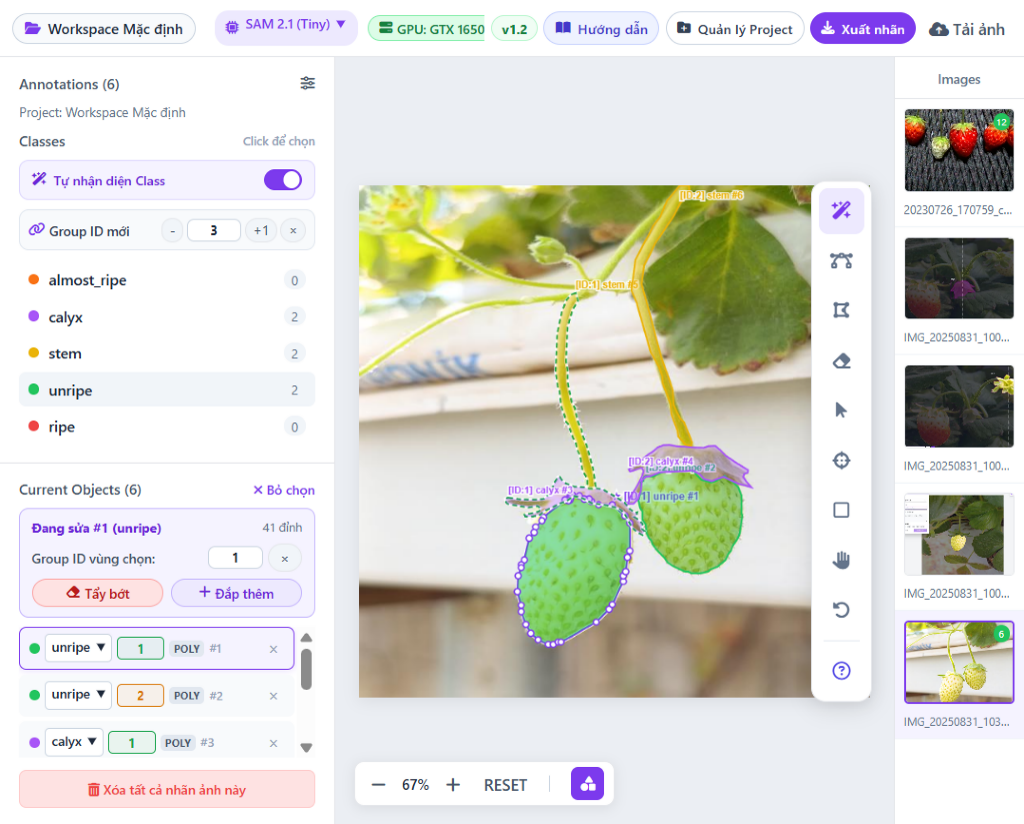 Workspace Mặc định
SAM 2.1 (Tiny) ▼
GPU: GTX 1650
v1.2
Hướng dẫn
Quản lý Project
Xuất nhãn
Tải ảnh
Annotations (6)
Project: Workspace Mặc định
Classes
Click để chọn
Tự nhận diện Class
Group ID mới
-
3
+1
×
almost_ripe
0
calyx
2
stem
2
unripe
2
ripe
0
Current Objects (6)
× Bỏ chọn
Đang sửa #1 (unripe)
41 đỉnh
Group ID vùng chọn:
1
×
Tẩy bớt
+ Đắp thêm
unripe ▼
1
POLY
#1
×
unripe ▼
2
POLY
#2
×
calyx ▼
1
POLY
#3
×
Xóa tất cả nhãn ảnh này
[ID:2] stem #6
[ID:1] stem #5
[ID:2] calyx #4
unripe #2
[ID:1] calyx #3
[ID:1] unripe #1
?
− 67% + RESET
Images
12
20230726_170759_c...
IMG_20250831_100...
IMG_20250831_100...
IMG_20250831_100...
6
IMG_20250831_103...